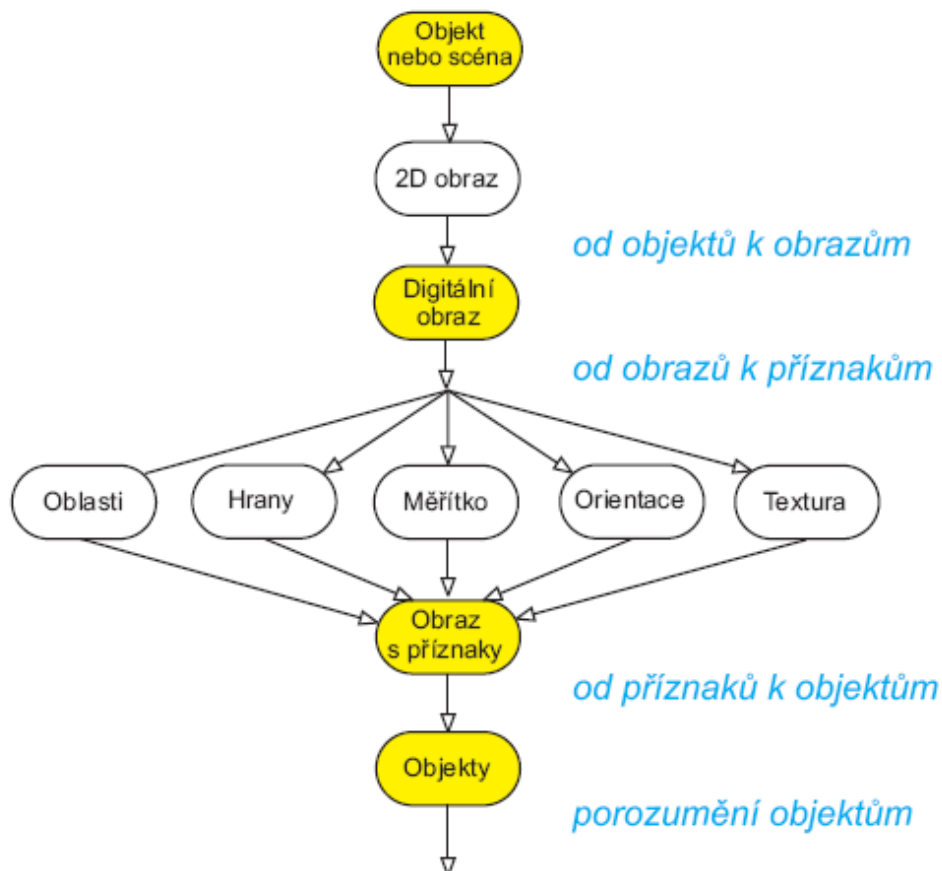 Objekt
nebo scéna
2D obraz
od objektů k obrazům
Digitální
obraz
od obrazů k příznakům
Oblasti
Hrany
Měřítko
Orientace
Textura
Obraz
s příznaky
od příznaků k objektům
Objekty
porozumění objektům